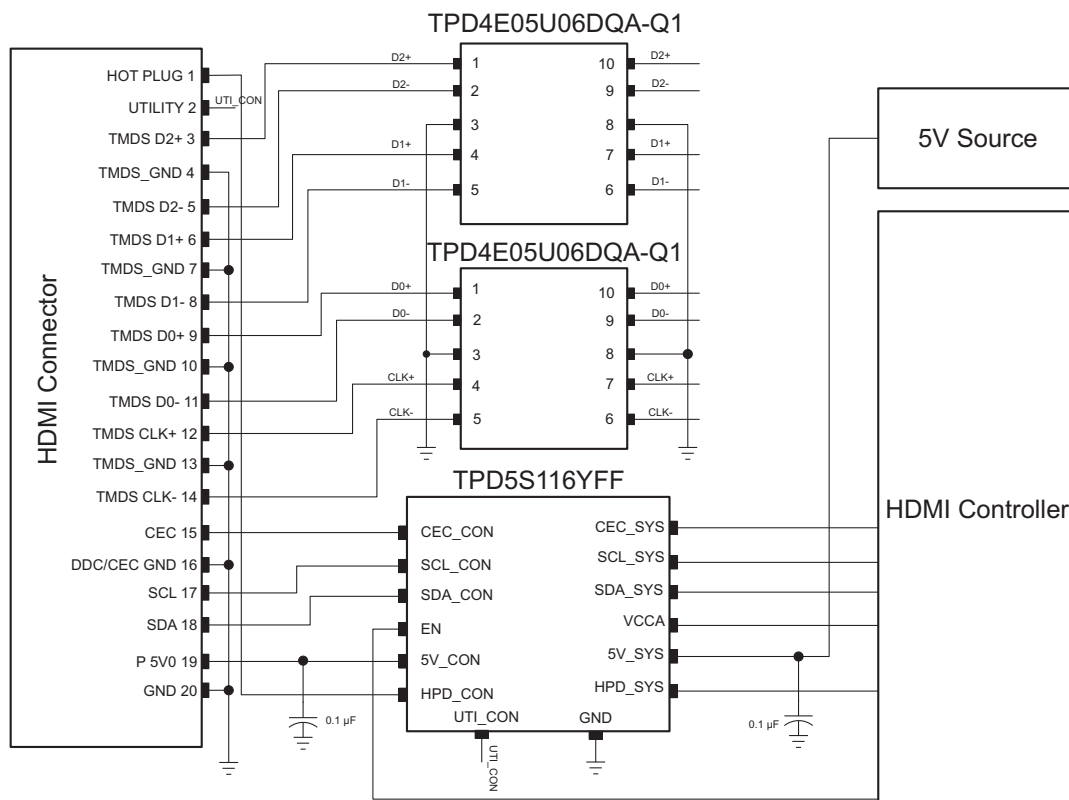 HDMI Connector
HOT PLUG 1
UTILITY 2
TMDS D2+ 3
TMDS_GND 4
TMDS D2- 5
TMDS D1+ 6
TMDS_GND 7
TMDS D1- 8
TMDS D0+ 9
TMDS_GND 10
TMDS D0- 11
TMDS CLK+ 12
TMDS_GND 13
TMDS CLK- 14
CEC 15
DDC/CEC GND 16
SCL 17
SDA 18
P 5V0 19
GND 20
UTI_CON
0.1 µF
TPD4E05U06DQA-Q1
D2+
D2-
D1+
D1-
1
2
3
4
5
10
9
8
7
6
D2+
D2-
D1+
D1-
TPD4E05U06DQA-Q1
D0+
D0-
CLK+
CLK-
1
2
3
4
5
10
9
8
7
6
D0+
D0-
CLK+
CLK-
TPD5S116YFF
CEC_CON
SCL_CON
SDA_CON
EN
5V_CON
HPD_CON
UTI_CON
GND
CEC_SYS
SCL_SYS
SDA_SYS
VCCA
5V_SYS
HPD_SYS
UTI_CON
0.1 µF
5V Source
HDMI Controller